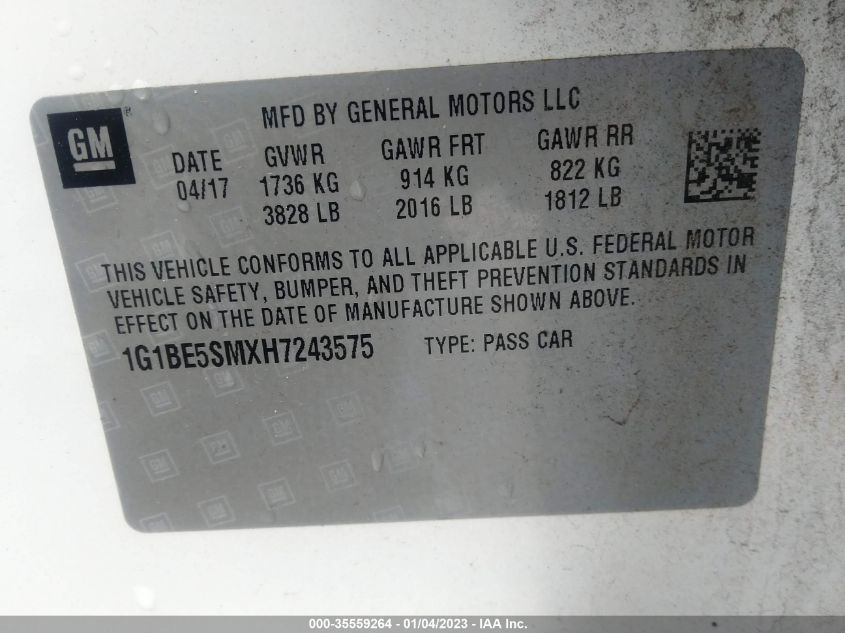 GM
MFD BY GENERAL MOTORS LLC
DATE GVWR GAWR FRT GAWR RR
04/17 1736 KG 914 KG 822 KG
3828 LB 2016 LB 1812 LB
THIS VEHICLE CONFORMS TO ALL APPLICABLE U.S. FEDERAL MOTOR
VEHICLE SAFETY, BUMPER, AND THEFT PREVENTION STANDARDS IN
EFFECT ON THE DATE OF MANUFACTURE SHOWN ABOVE.
1G1BE5SMXH7243575 TYPE: PASS CAR
000-35559264 - 01/04/2023 - IAA Inc.